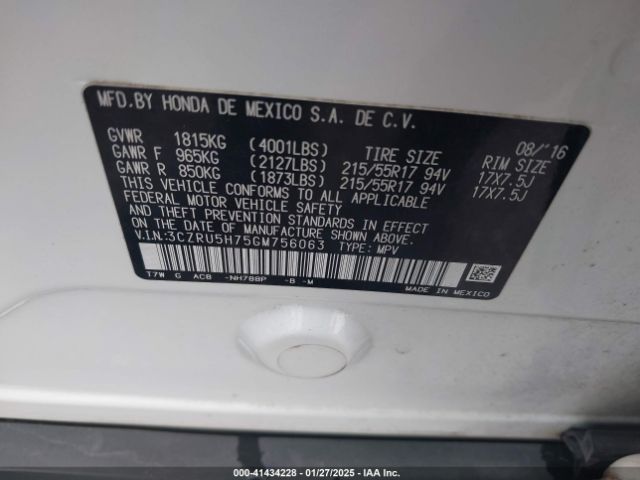 MFD.BY HONDA DE MEXICO S.A. DE C.V.
08/'16
GVWR 1815KG (4001LBS) TIRE SIZE RIM SIZE
GAWR F 965KG (2127LBS) 215/55R17 94V 17X7.5J
GAWR R 850KG (1873LBS) 215/55R17 94V 17X7.5J
THIS VEHICLE CONFORMS TO ALL APPLICABLE
FEDERAL MOTOR VEHICLE SAFETY, BUMPER, AND
THEFT PREVENTION STANDARDS IN EFFECT
ON THE DATE OF MANUFACTURE SHOWN ABOVE.
V.I.N.:3CZRU5H75GM756063 TYPE: MPV
T7W G ACB -NH788P -B -M MADE IN MEXICO
000-41434228 | 01/27/2025 | IAA Inc.